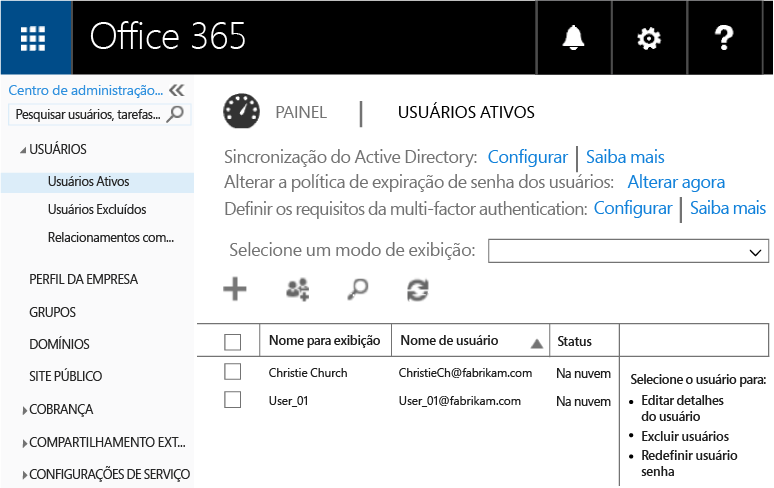 Office 365
?
Centro de administração...
Pesquisar usuários, tarefas...
USUÁRIOS
Usuários Ativos
Usuários Excluídos
Relacionamentos com...
PERFIL DA EMPRESA
GRUPOS
DOMÍNIOS
SITE PÚBLICO
COBRANÇA
COMPARTILHAMENTO EXT...
CONFIGURAÇÕES DE SERVIÇO
PAINEL | USUÁRIOS ATIVOS
Sincronização do Active Directory: Configurar | Saiba mais
Alterar a política de expiração de senha dos usuários: Alterar agora
Definir os requisitos da multi-factor authentication: Configurar | Saiba mais
Selecione um modo de exibição:
Nome para exibição Nome de usuário Status
Christie Church ChristieCh@fabrikam.com Na nuvem
User_01 User_01@fabrikam.com Na nuvem
Selecione o usuário para:
• Editar detalhes
do usuário
• Excluir usuários
• Redefinir usuário
senha